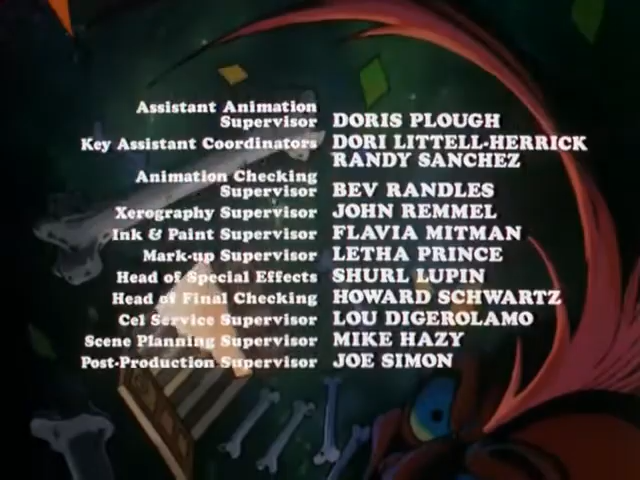 Assistant Animation
Supervisor DORIS PLOUGH
Key Assistant Coordinators DORI LITTELL-HERRICK
RANDY SANCHEZ
Animation Checking
Supervisor BEV RANDLES
Xerography Supervisor JOHN REMMEL
Ink & Paint Supervisor FLAVIA MITMAN
Mark-up Supervisor LETHA PRINCE
Head of Special Effects SHURL LUPIN
Head of Final Checking HOWARD SCHWARTZ
Cel Service Supervisor LOU DIGEROLAMO
Scene Planning Supervisor MIKE HAZY
Post-Production Supervisor JOE SIMON